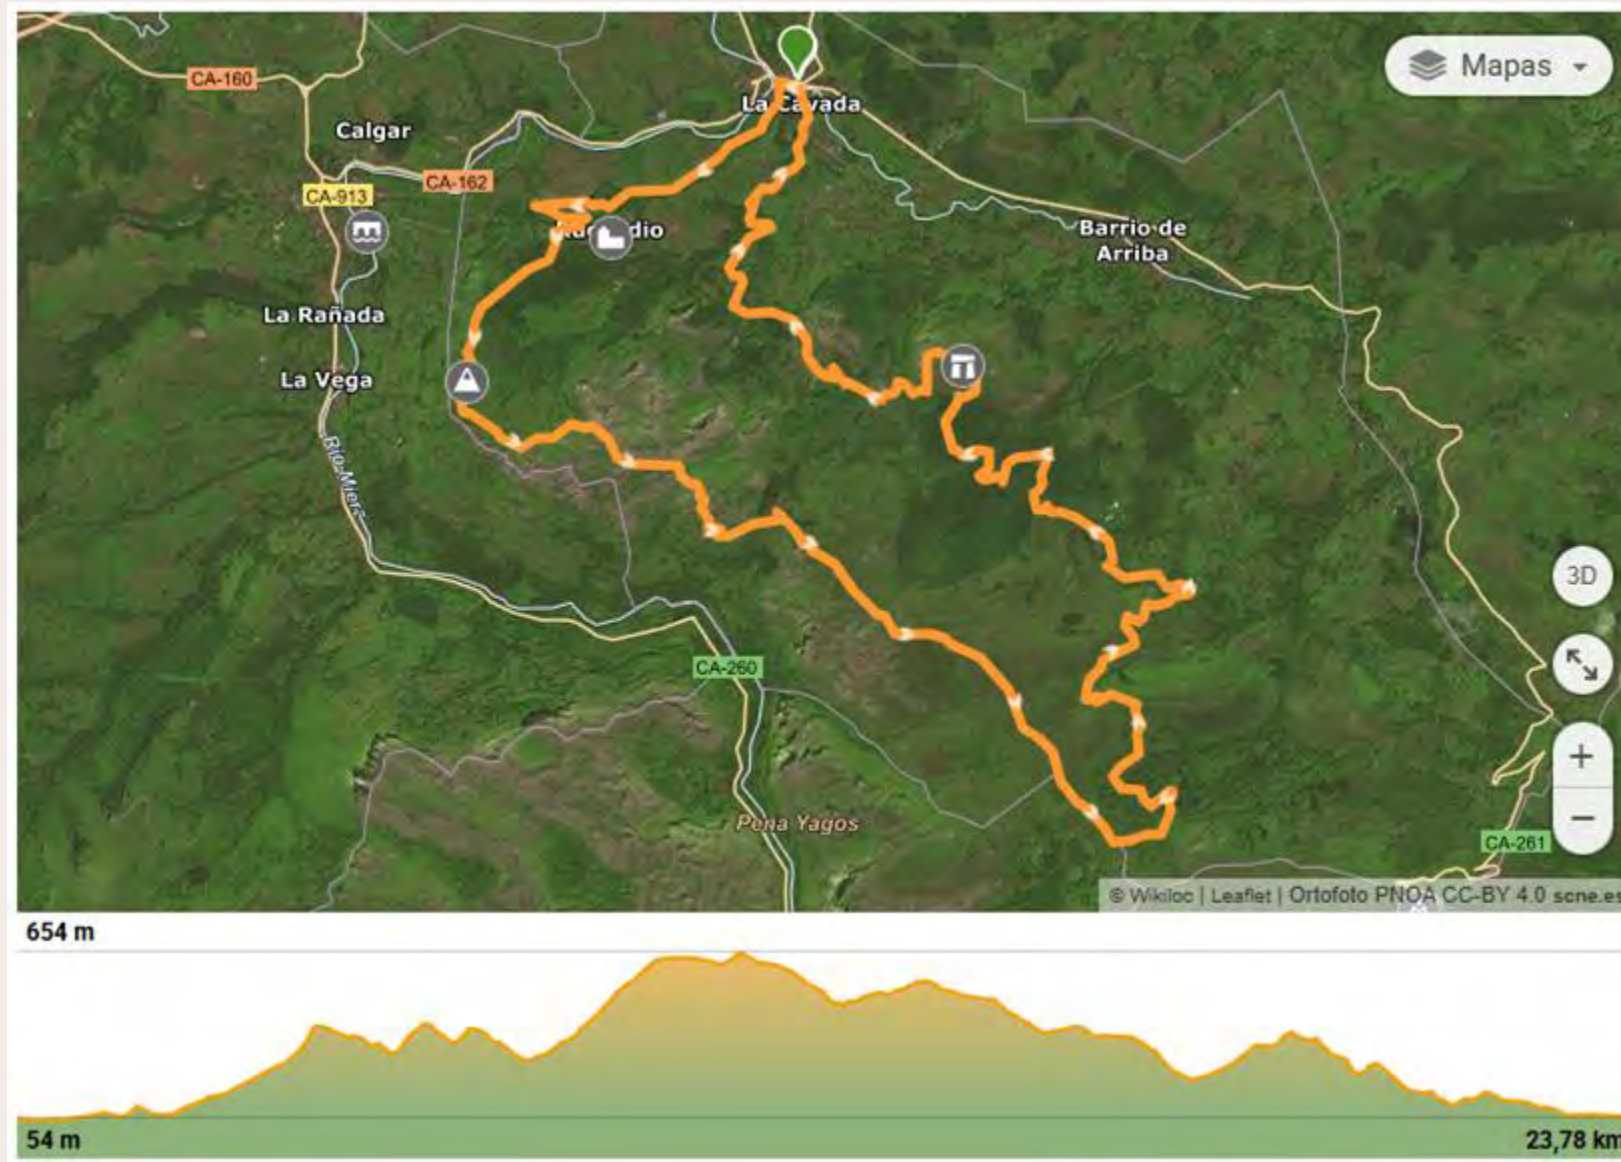 Mapas
CA-160
La Cavada
Calgar
CA-162
CA-913
Barrio de
Arriba
La Rañada
La Vega
Río Miera
3D
CA-260
+
Peña Yagos
−
CA-261
© Wikiloc | Leaflet | Ortofoto PNOA CC-BY 4.0 scne.es
654 m
54 m
23,78 km